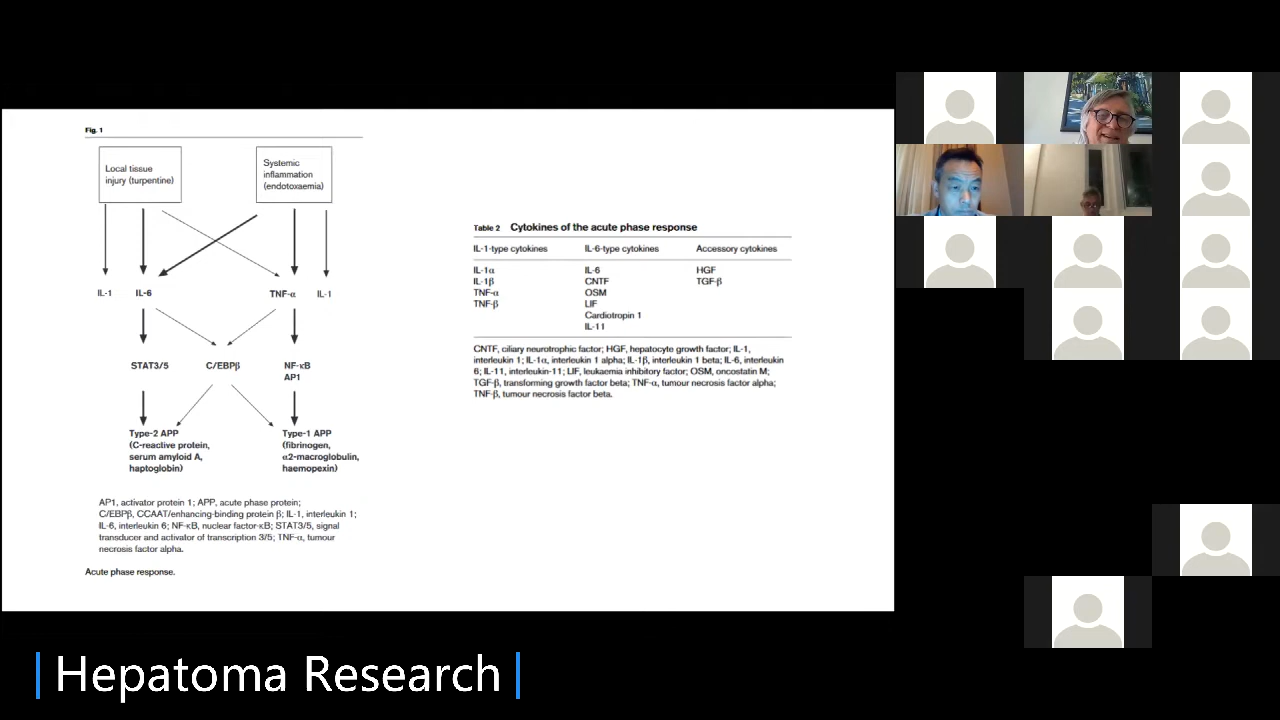 Fig. 1
Local tissue
injury (turpentine)
Systemic
inflammation
(endotoxaemia)
IL-1
IL-6
TNF-α
IL-1
STAT3/5
C/EBPβ
NF-κB
AP1
Type-2 APP
(C-reactive protein,
serum amyloid A,
haptoglobin)
Type-1 APP
(fibrinogen,
α2-macroglobulin,
haemopexin)
AP1, activator protein 1; APP, acute phase protein;
C/EBPβ, CCAAT/enhancing-binding protein β; IL-1, interleukin 1;
IL-6, interleukin 6; NF-κB, nuclear factor-κB; STAT3/5, signal
transducer and activator of transcription 3/5; TNF-α, tumour
necrosis factor alpha.
Acute phase response.
Table 2 Cytokines of the acute phase response
IL-1-type cytokines IL-6-type cytokines Accessory cytokines
IL-1α IL-6 HGF
IL-1β CNTF TGF-β
TNF-α OSM
TNF-β LIF
Cardiotropin 1
IL-11
CNTF, ciliary neurotrophic factor; HGF, hepatocyte growth factor; IL-1,
interleukin 1; IL-1α, interleukin 1 alpha; IL-1β, interleukin 1 beta; IL-6, interleukin
6; IL-11, interleukin-11; LIF, leukaemia inhibitory factor; OSM, oncostatin M;
TGF-β, transforming growth factor beta; TNF-α, tumour necrosis factor alpha;
TNF-β, tumour necrosis factor beta.
Hepatoma Research